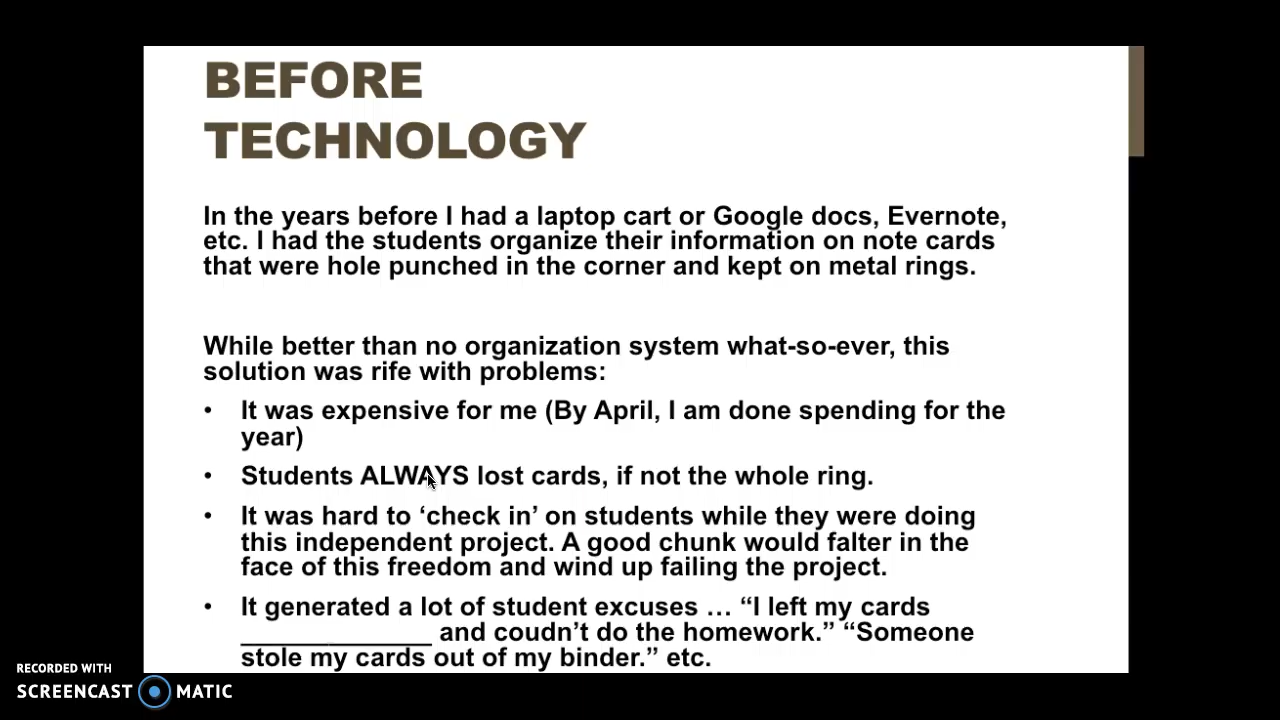 BEFORE
TECHNOLOGY
In the years before I had a laptop cart or Google docs, Evernote,
etc. I had the students organize their information on note cards
that were hole punched in the corner and kept on metal rings.
While better than no organization system what-so-ever, this
solution was rife with problems:
• It was expensive for me (By April, I am done spending for the
year)
• Students ALWAYS lost cards, if not the whole ring.
• It was hard to ‘check in’ on students while they were doing
this independent project. A good chunk would falter in the
face of this freedom and wind up failing the project.
• It generated a lot of student excuses … “I left my cards
_____________ and coudn’t do the homework.” “Someone
stole my cards out of my binder.” etc.
RECORDED WITH
SCREENCAST MATIC